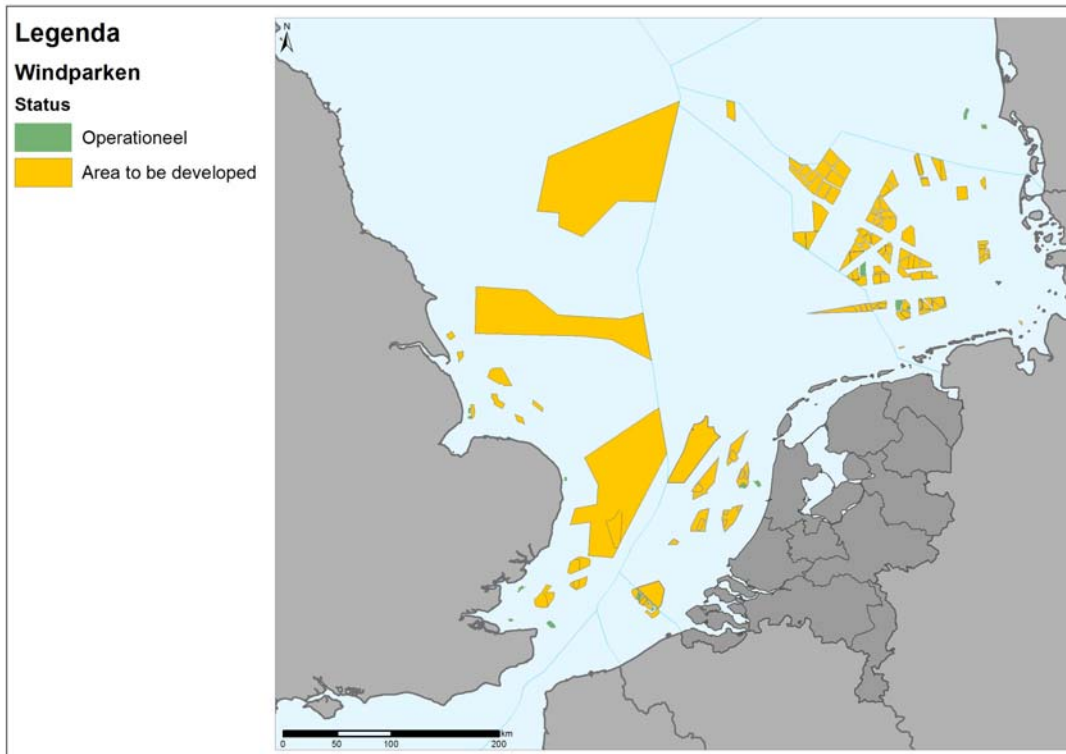 Legenda
Windparken
Status
Operationeel
Area to be developed
N
km
0 50 100 200